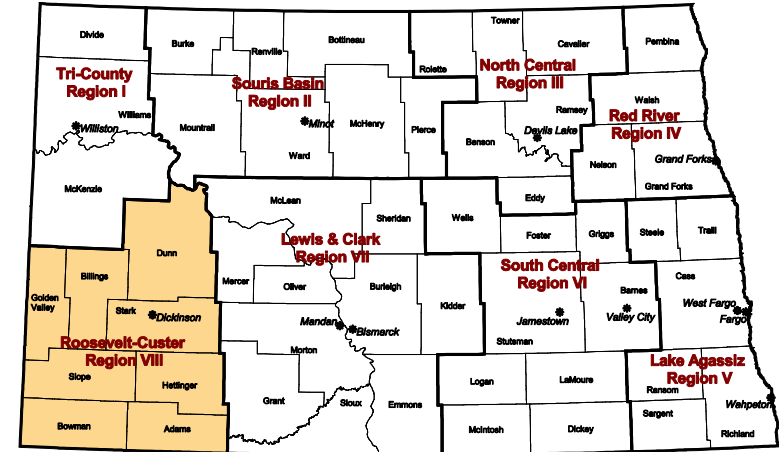 Divide
Burke
Renville
Bottineau
Towner
Rolette
Cavalier
Pembina
Tri-County
Region I
Williams
Williston
Souris Basin
Region II
Mountrall
Minot
Ward
McHenry
Pierce
North Central
Region III
Ramsey
Devils Lake
Benson
Walsh
Red River
Region IV
Nelson
Grand Forks
Grand Forks
McKenzie
McLean
Sheridan
Wells
Eddy
Foster
Griggs
Steele
Traill
Dunn
Lewis & Clark
Region VII
Mercer
Oliver
Burleigh
Kidder
South Central
Region VI
Barnes
Cass
Golden
Valley
Billings
Stark
Dickinson
Mandan
Bismarck
Morton
Jamestown
Stutsman
Valley City
West Fargo
Fargo
Roosevelt-Custer
Region VIII
Slope
Hettinger
Grant
Sioux
Emmons
Logan
LaMoure
Lake Agassiz
Region V
Ransom
Wahpeton
Bowman
Adams
McIntosh
Dickey
Sargent
Richland